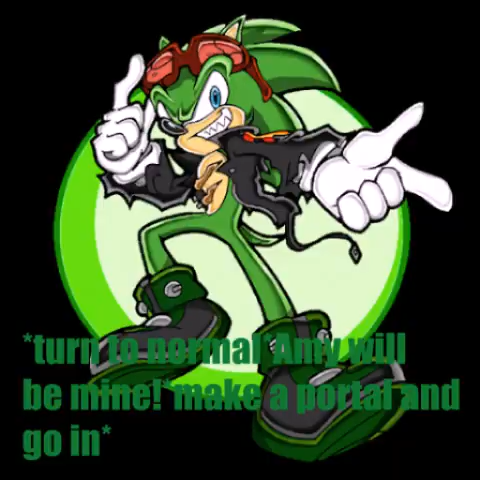 *turn to normal*Amy will
be mine!*make a portal and
go in*